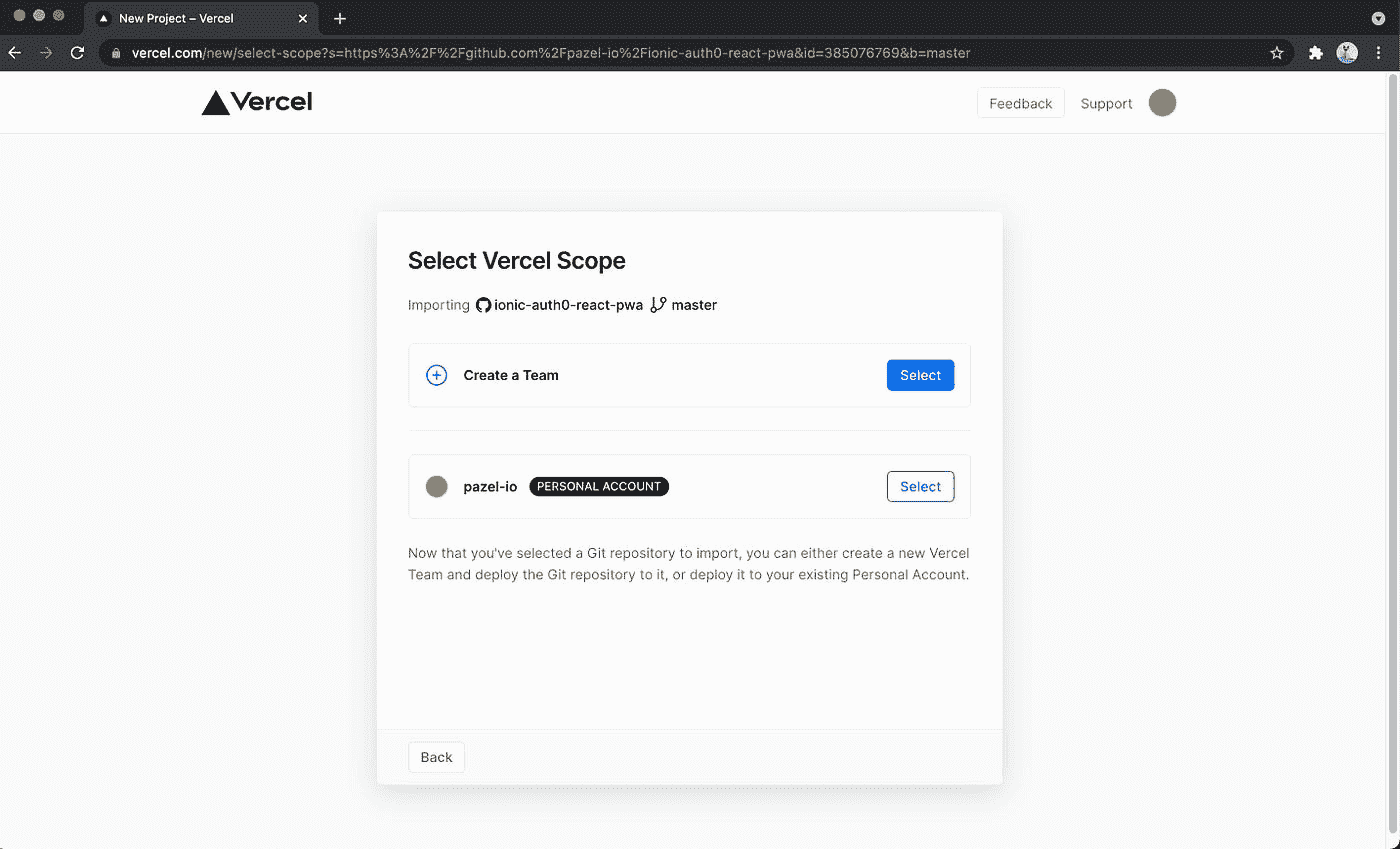 New Project – Vercel
vercel.com/new/select-scope?s=https%3A%2F%2Fgithub.com%2Fpazel-io%2Fionic-auth0-react-pwa&id=385076769&b=master
Vercel
Feedback
Support
Select Vercel Scope
Importing ionic-auth0-react-pwa master
Create a Team
Select
pazel-io PERSONAL ACCOUNT
Select
Now that you've selected a Git repository to import, you can either create a new Vercel
Team and deploy the Git repository to it, or deploy it to your existing Personal Account.
Back